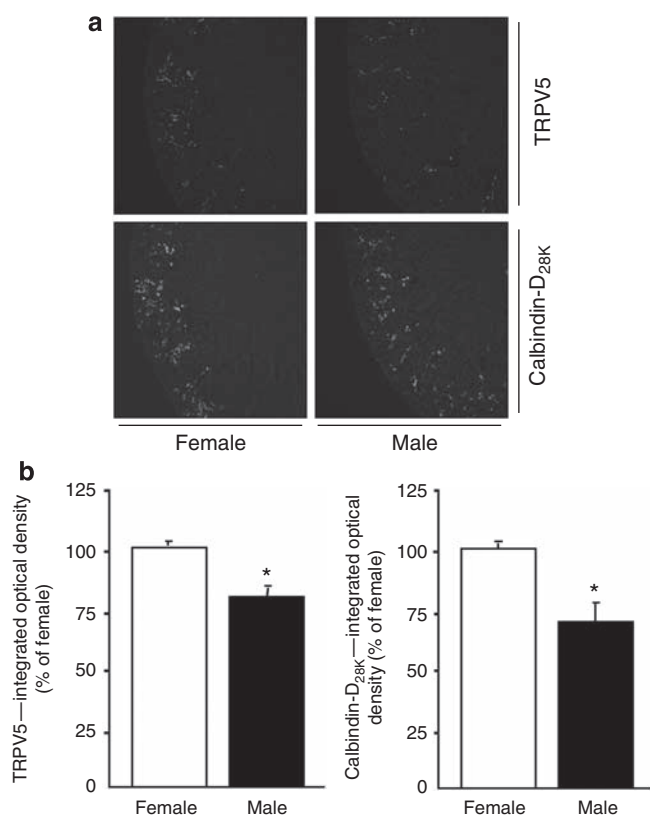 a
TRPV5
Calbindin-D28K
Female
Male
b
TRPV5—integrated optical density
(% of female)
125
100
75
50
25
0
*
Female
Male
Calbindin-D28K—integrated optical
density (% of female)
125
100
75
50
25
0
*
Female
Male